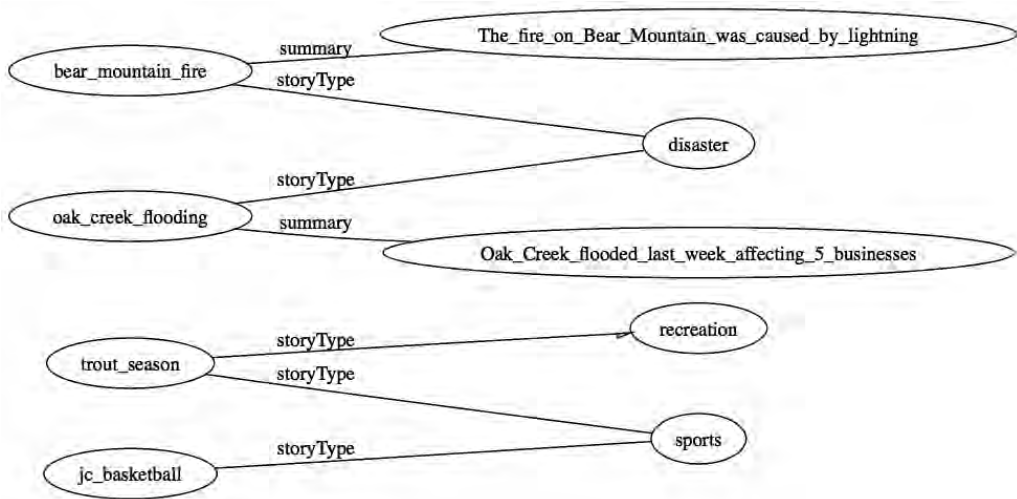 summary
The_fire_on_Bear_Mountain_was_caused_by_lightning
bear_mountain_fire
storyType
disaster
storyType
oak_creek_flooding
summary
Oak_Creek_flooded_last_week_affecting_5_businesses
recreation
storyType
trout_season
storyType
sports
storyType
jc_basketball